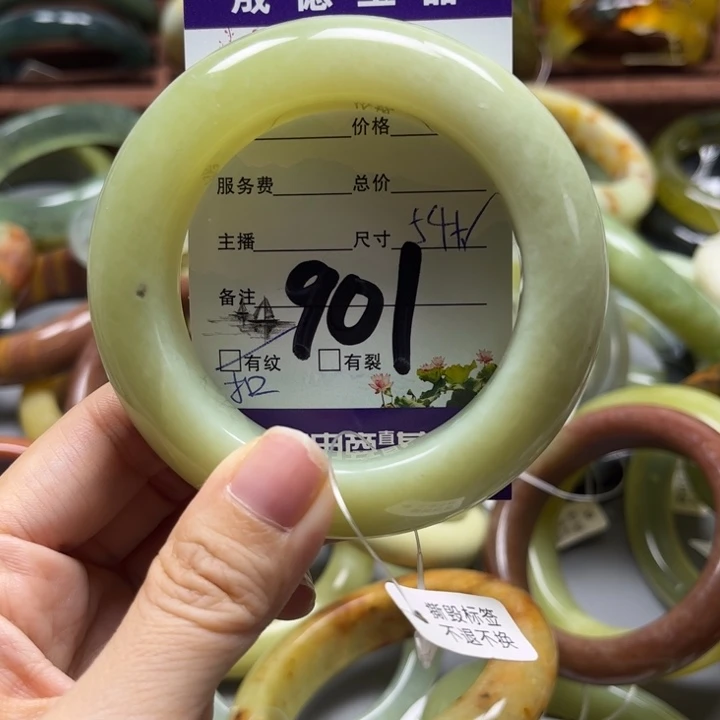 价格
服务费 总价
主播 尺寸 54+
备注 901
有纹 有裂
撕毁标签
不退不换